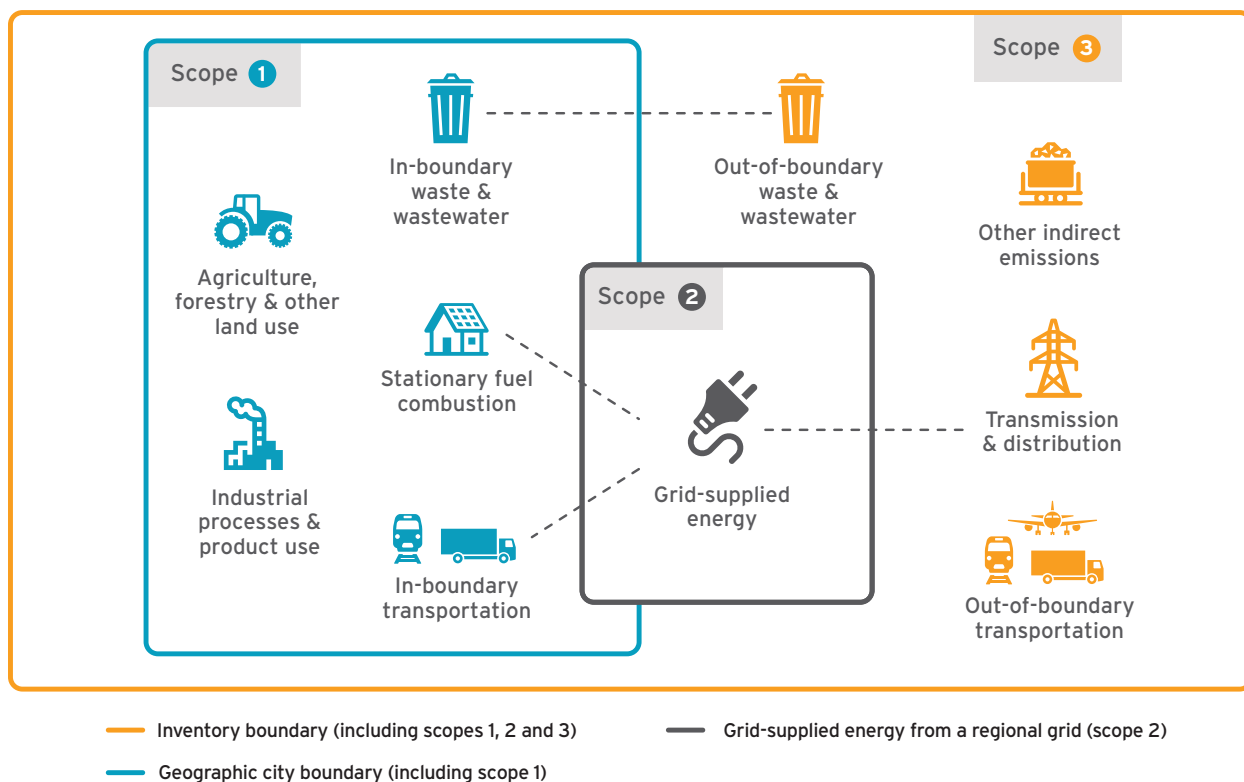 Scope 1
Scope 3
In-boundary
waste &
wastewater
Out-of-boundary
waste &
wastewater
Other indirect
emissions
Agriculture,
forestry & other
land use
Scope 2
Stationary fuel
combustion
Transmission
& distribution
Industrial
processes &
product use
Grid-supplied
energy
In-boundary
transportation
Out-of-boundary
transportation
Inventory boundary (including scopes 1, 2 and 3)
Grid-supplied energy from a regional grid (scope 2)
Geographic city boundary (including scope 1)